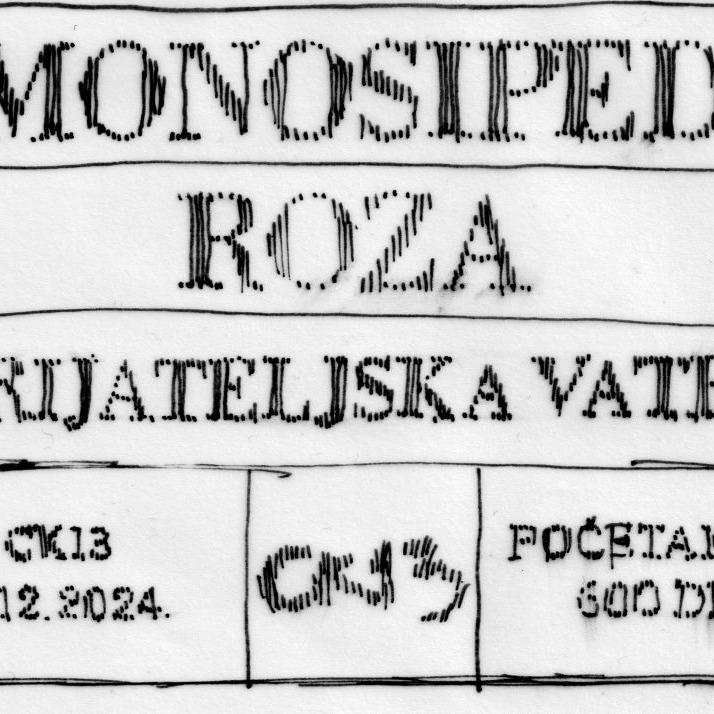 MONOSIPED
ROZA
RIJATELJSKA VATR
CK13
12.2024.
CK13
POČETAK
600 DI